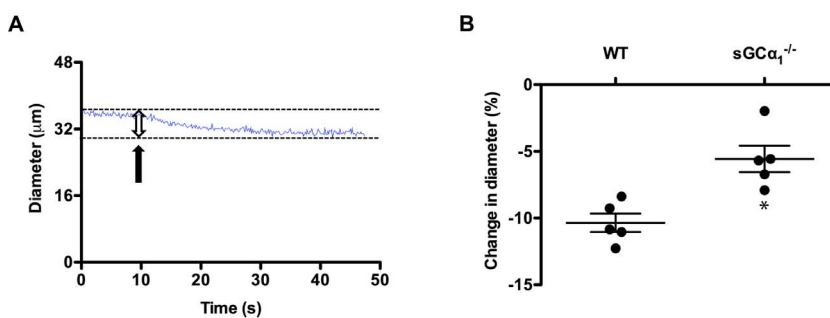 A
48
32
16
0
Diameter (μm)
0
10
20
30
40
50
Time (s)
B
WT
sGCα₁⁻/⁻
0
-5
-10
-15
Change in diameter (%)
*